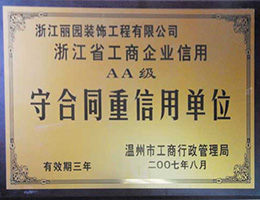 浙江丽园装饰工程有限公司
浙江省工商企业信用
AA级
守合同重信用单位
温州市工商行政管理局
有效期三年
二〇〇七年八月